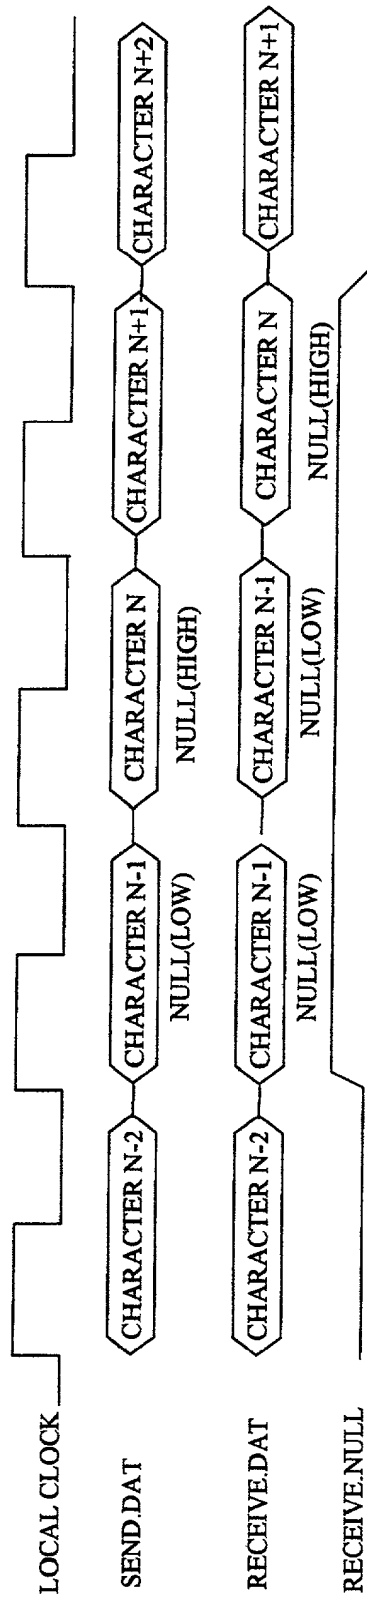 LOCAL CLOCK
SEND.DAT
CHARACTER N-2
CHARACTER N-1
CHARACTER N
CHARACTER N+1
CHARACTER N+2
NULL(LOW)
NULL(HIGH)
RECEIVE.DAT
CHARACTER N-2
CHARACTER N-1
CHARACTER N-1
CHARACTER N
CHARACTER N+1
NULL(LOW)
NULL(LOW)
NULL(HIGH)
RECEIVE.NULL